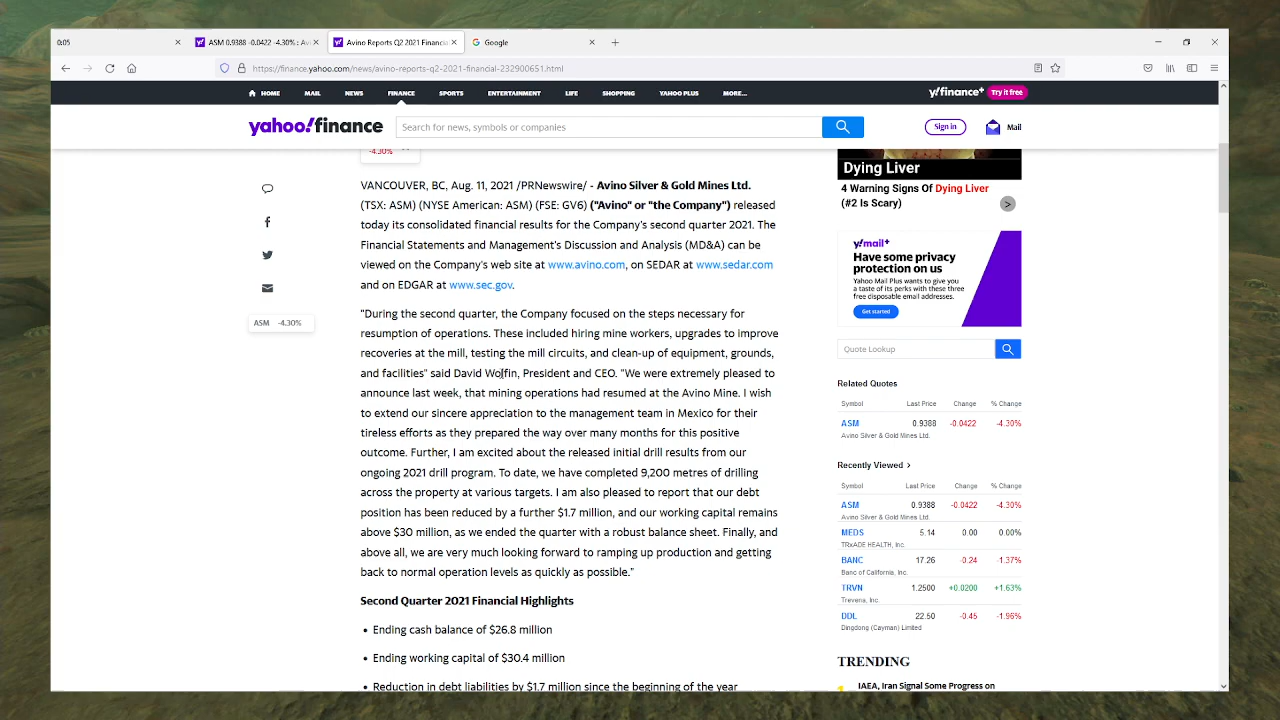 0:05
ASM 0.9388 -0.0422 -4.30% : Avi
Avino Reports Q2 2021 Financia
Google
https://finance.yahoo.com/news/avino-reports-q2-2021-financial-232900651.html
HOME MAIL NEWS FINANCE SPORTS ENTERTAINMENT LIFE SHOPPING YAHOO PLUS MORE...
y!finance+ Try it free
yahoo!finance
Search for news, symbols or companies
Sign in
Mail
-4.30%
VANCOUVER, BC, Aug. 11, 2021 /PRNewswire/ - Avino Silver & Gold Mines Ltd.
(TSX: ASM) (NYSE American: ASM) (FSE: GV6) ("Avino" or "the Company") released
today its consolidated financial results for the Company's second quarter 2021. The
Financial Statements and Management's Discussion and Analysis (MD&A) can be
viewed on the Company's web site at www.avino.com, on SEDAR at www.sedar.com
and on EDGAR at www.sec.gov.
ASM -4.30%
"During the second quarter, the Company focused on the steps necessary for
resumption of operations. These included hiring mine workers, upgrades to improve
recoveries at the mill, testing the mill circuits, and clean-up of equipment, grounds,
and facilities" said David Wolfin, President and CEO. "We were extremely pleased to
announce last week, that mining operations had resumed at the Avino Mine. I wish
to extend our sincere appreciation to the management team in Mexico for their
tireless efforts as they prepared the way over many months for this positive
outcome. Further, I am excited about the released initial drill results from our
ongoing 2021 drill program. To date, we have completed 9,200 metres of drilling
across the property at various targets. I am also pleased to report that our debt
position has been reduced by a further $1.7 million, and our working capital remains
above $30 million, as we ended the quarter with a robust balance sheet. Finally, and
above all, we are very much looking forward to ramping up production and getting
back to normal operation levels as quickly as possible."
Second Quarter 2021 Financial Highlights
• Ending cash balance of $26.8 million
• Ending working capital of $30.4 million
• Reduction in debt liabilities by $1.7 million since the beginning of the year
Dying Liver
4 Warning Signs Of Dying Liver
(#2 Is Scary)
>
y!mail+
Have some privacy
protection on us
Yahoo Mail Plus wants to give you
a taste of its perks with these three
free disposable email addresses.
Get started
Quote Lookup
Related Quotes
Symbol Last Price Change % Change
ASM 0.9388 -0.0422 -4.30%
Avino Silver & Gold Mines Ltd.
Recently Viewed >
Symbol Last Price Change % Change
ASM 0.9388 -0.0422 -4.30%
Avino Silver & Gold Mines Ltd.
MEDS 5.14 0.00 0.00%
TRxADE HEALTH, Inc.
BANC 17.26 -0.24 -1.37%
Banc of California, Inc.
TRVN 1.2500 +0.0200 +1.63%
Trevena, Inc
DDL 22.50 -0.45 -1.96%
Dingdong (Cayman) Limited
TRENDING
IAEA, Iran Signal Some Progress on